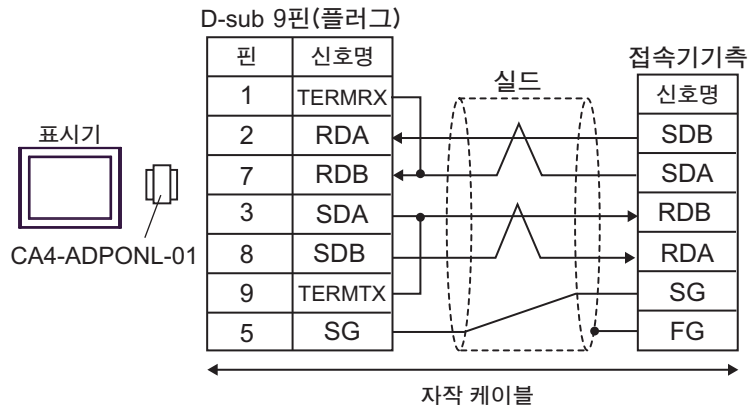 D-sub 9핀(플러그)
핀 신호명
1 TERMRX
2 RDA
7 RDB
3 SDA
8 SDB
9 TERMTX
5 SG
실드
접속기기측
신호명
SDB
SDA
RDB
RDA
SG
FG
표시기
CA4-ADPONL-01
자작 케이블